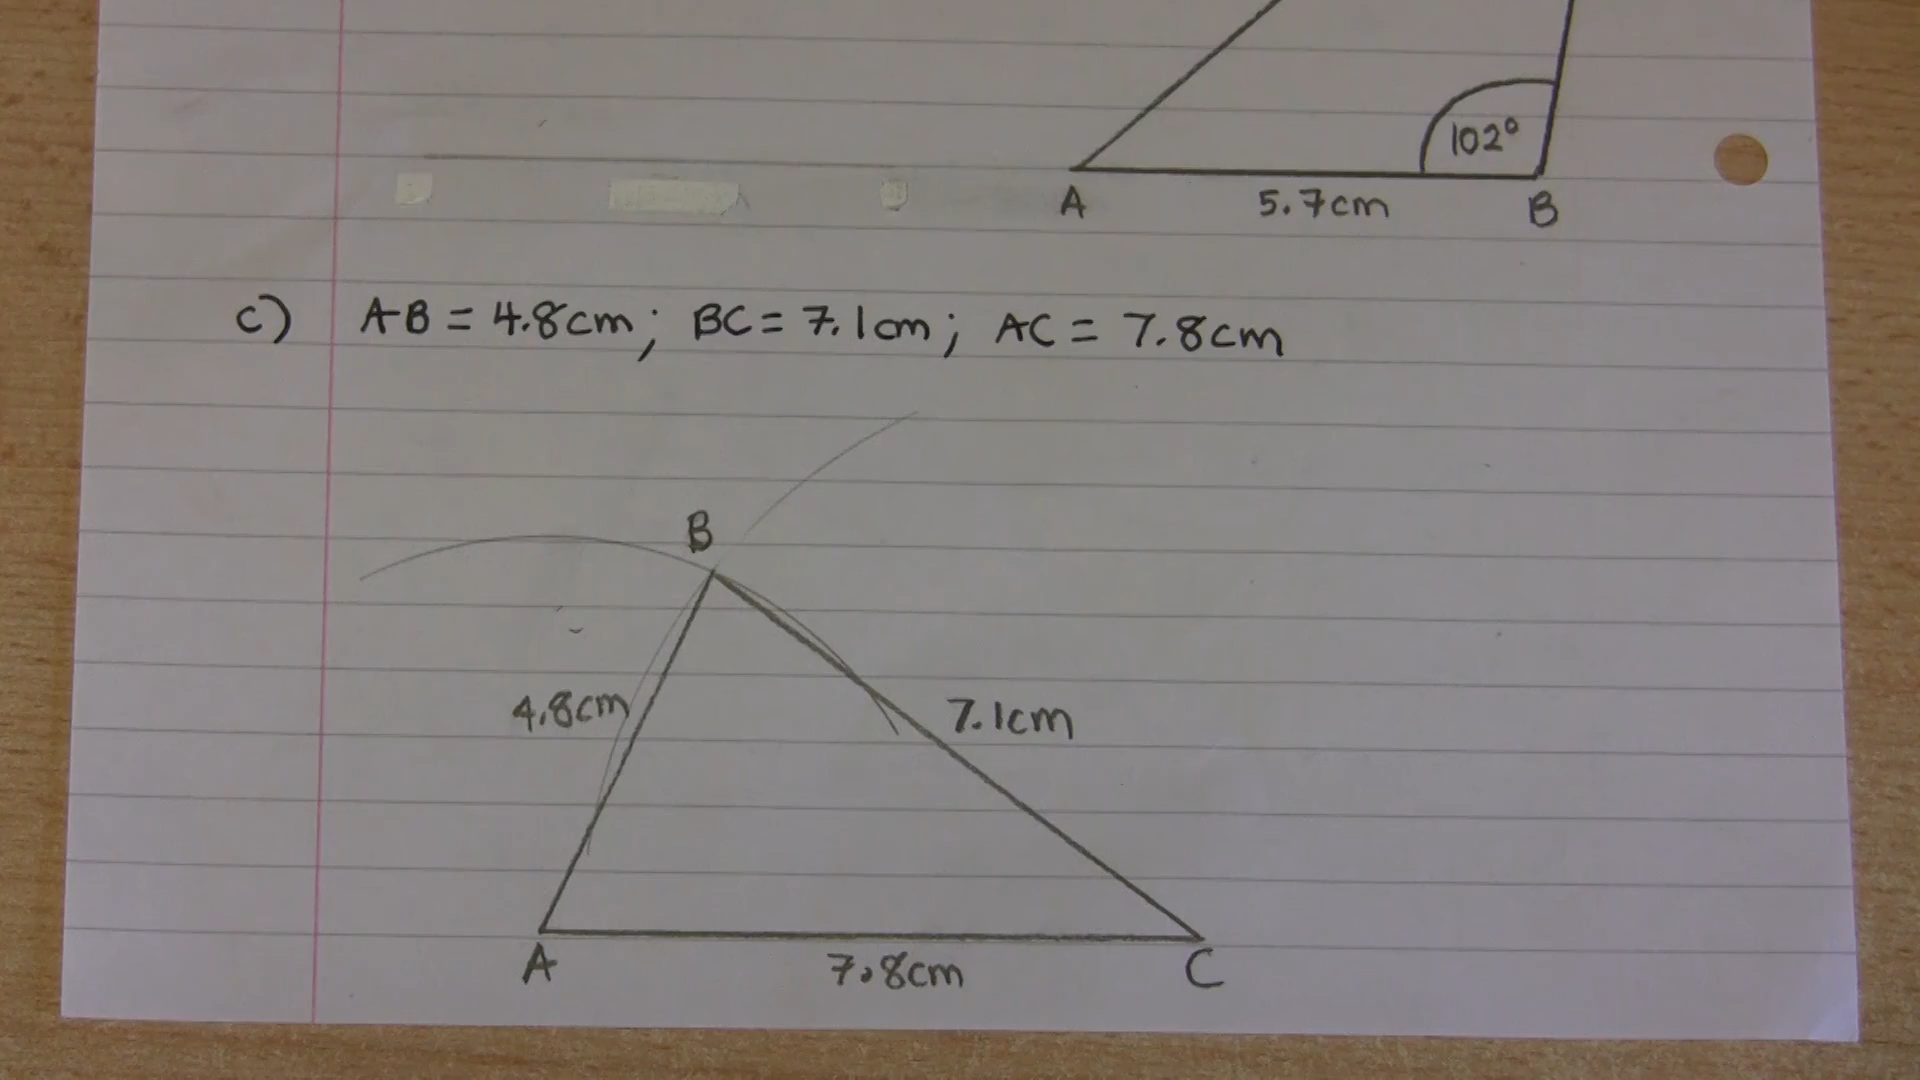 102°
A 5.7cm B
c) AB = 4.8cm; BC = 7.1cm; AC = 7.8cm
B
4.8cm 7.1cm
A 7.8cm C